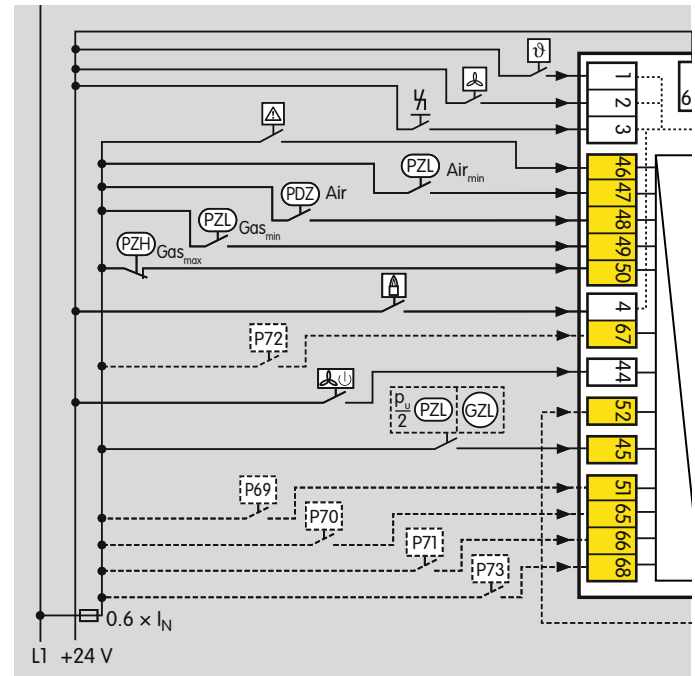 ϑ
1
6
2
3
46
PZL Air min
47
PDZ Air
48
PZL Gas min
49
PZH Gas max
50
4
P72
67
44
pu/2 PZL GZL
52
45
P69
51
P70
65
P71
66
P73
68
0.6 × IN
L1 +24 V